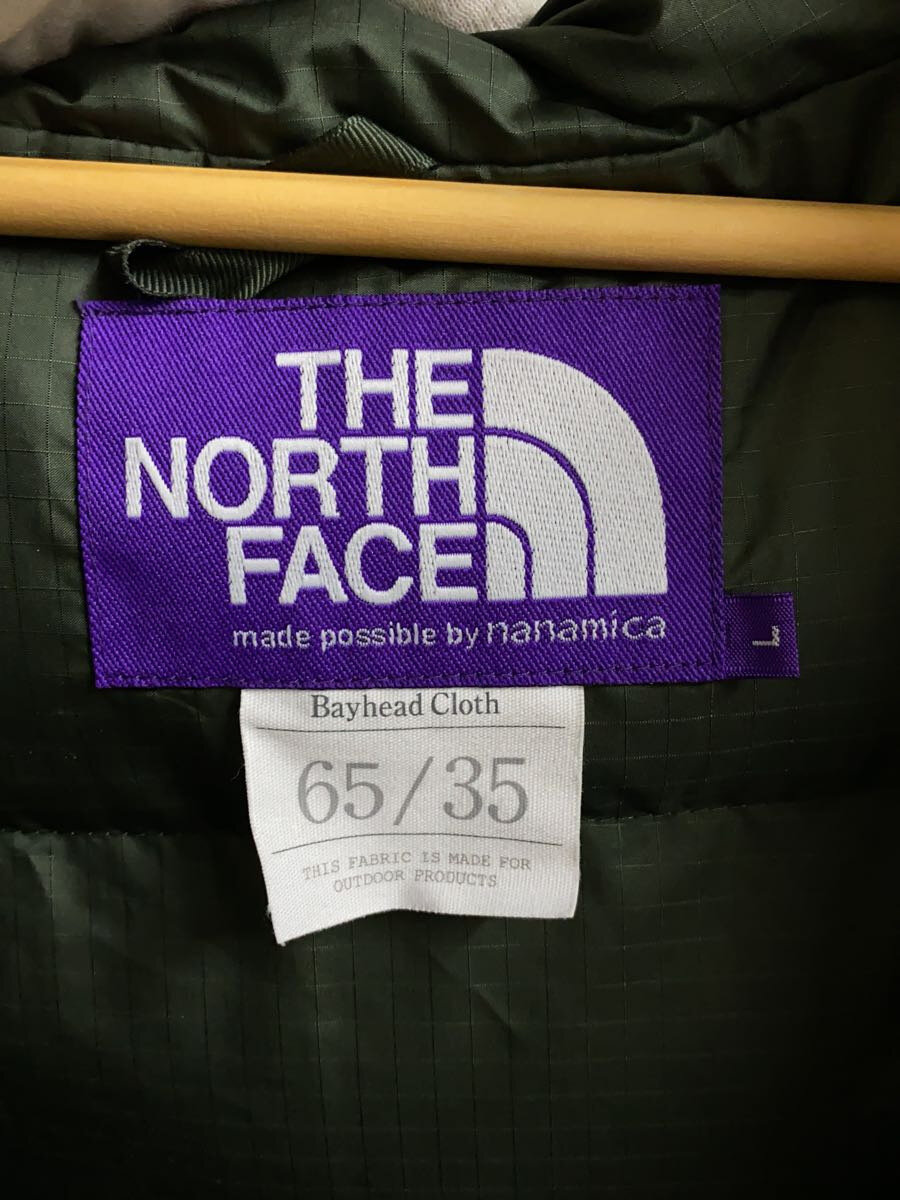 THE
NORTH
FACE
made possible by nanamica
L
Bayhead Cloth
65/35
THIS FABRIC IS MADE FOR
OUTDOOR PRODUCTS